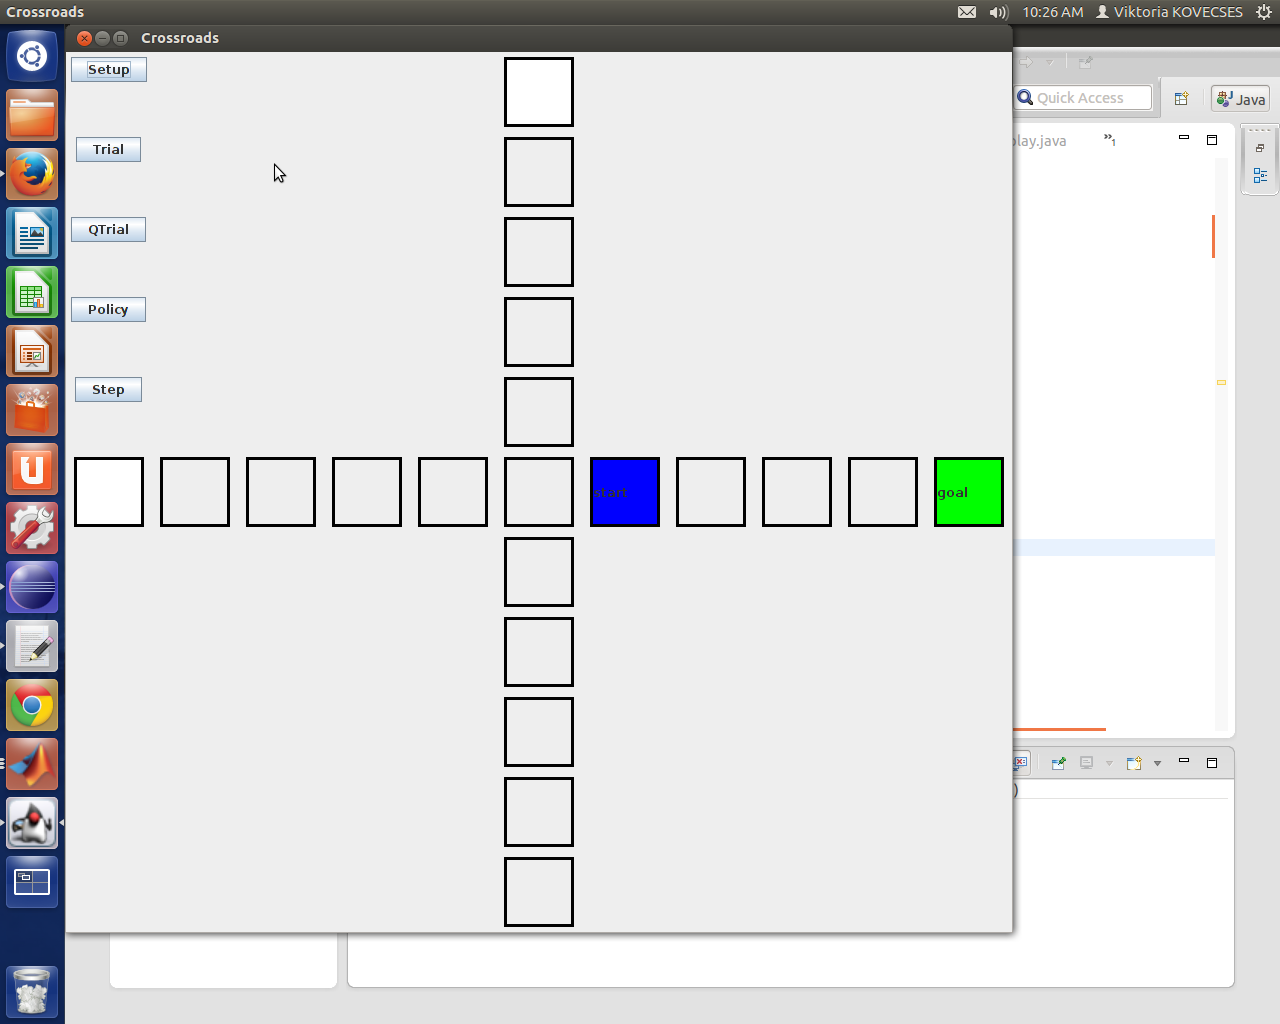 Crossroads
10:26 AM
Viktoria KOVECSES
Crossroads
Setup
Quick Access
Java
play.java
»1
Trial
QTrial
Policy
Step
start
goal
)